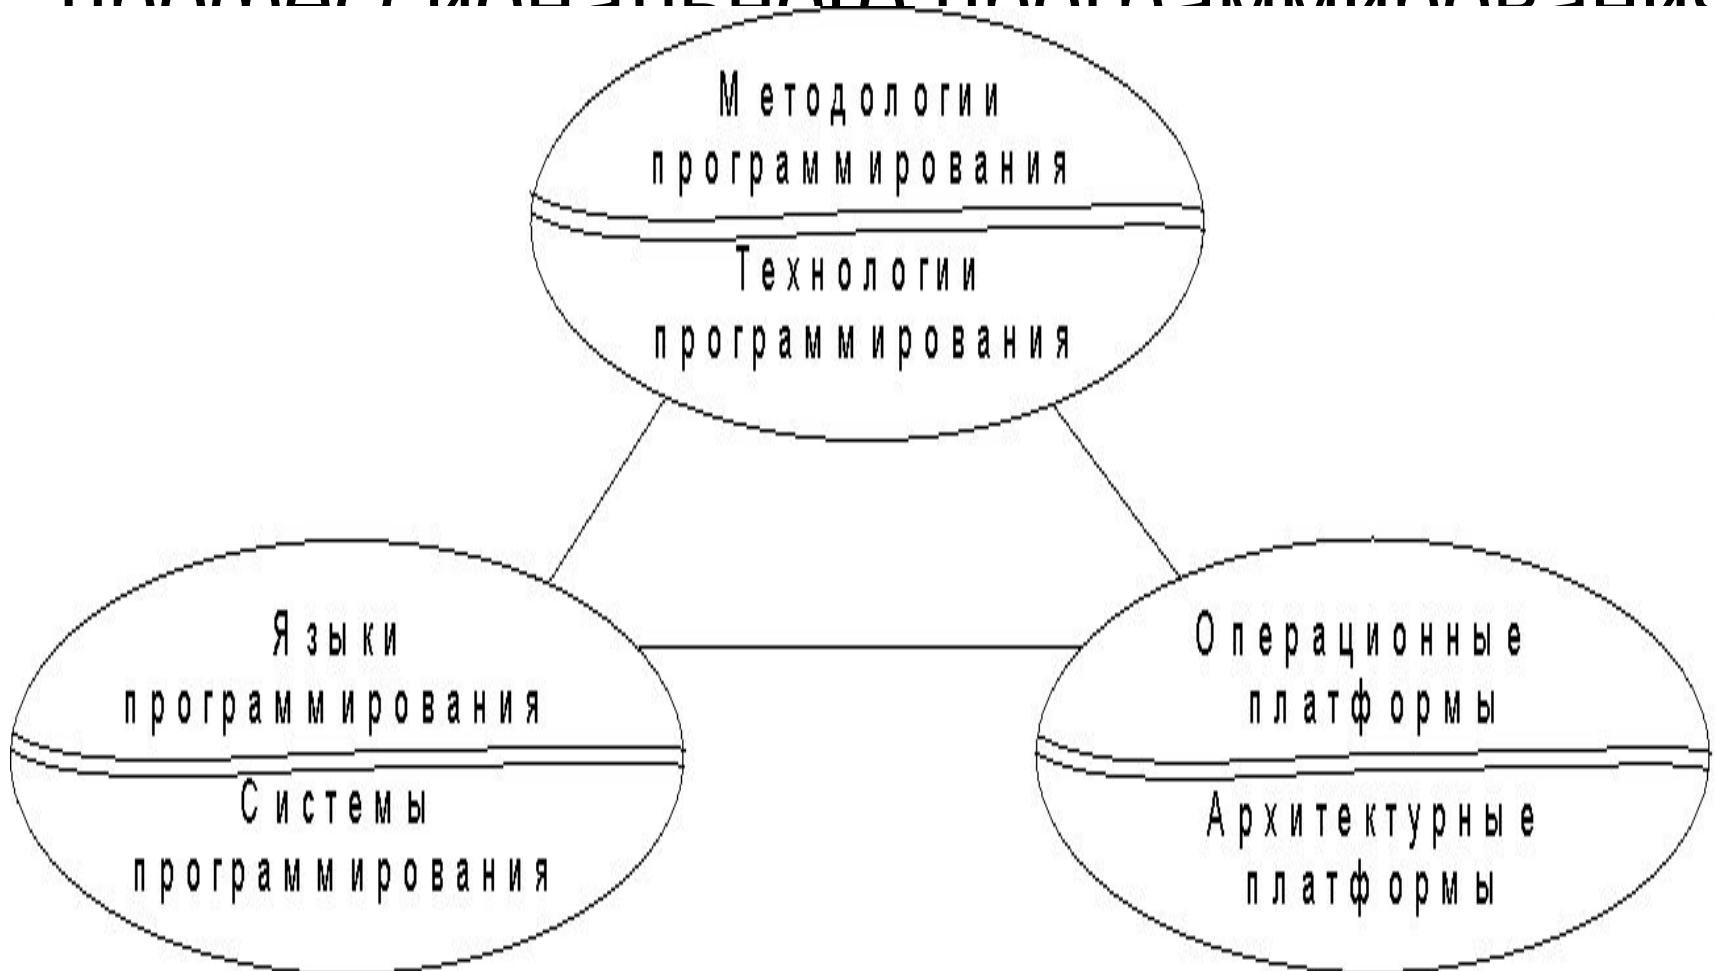 Методологии
программирования
Технологии
программирования
Языки
программирования
Системы
программирования
Операционные
платформы
Архитектурные
платформы